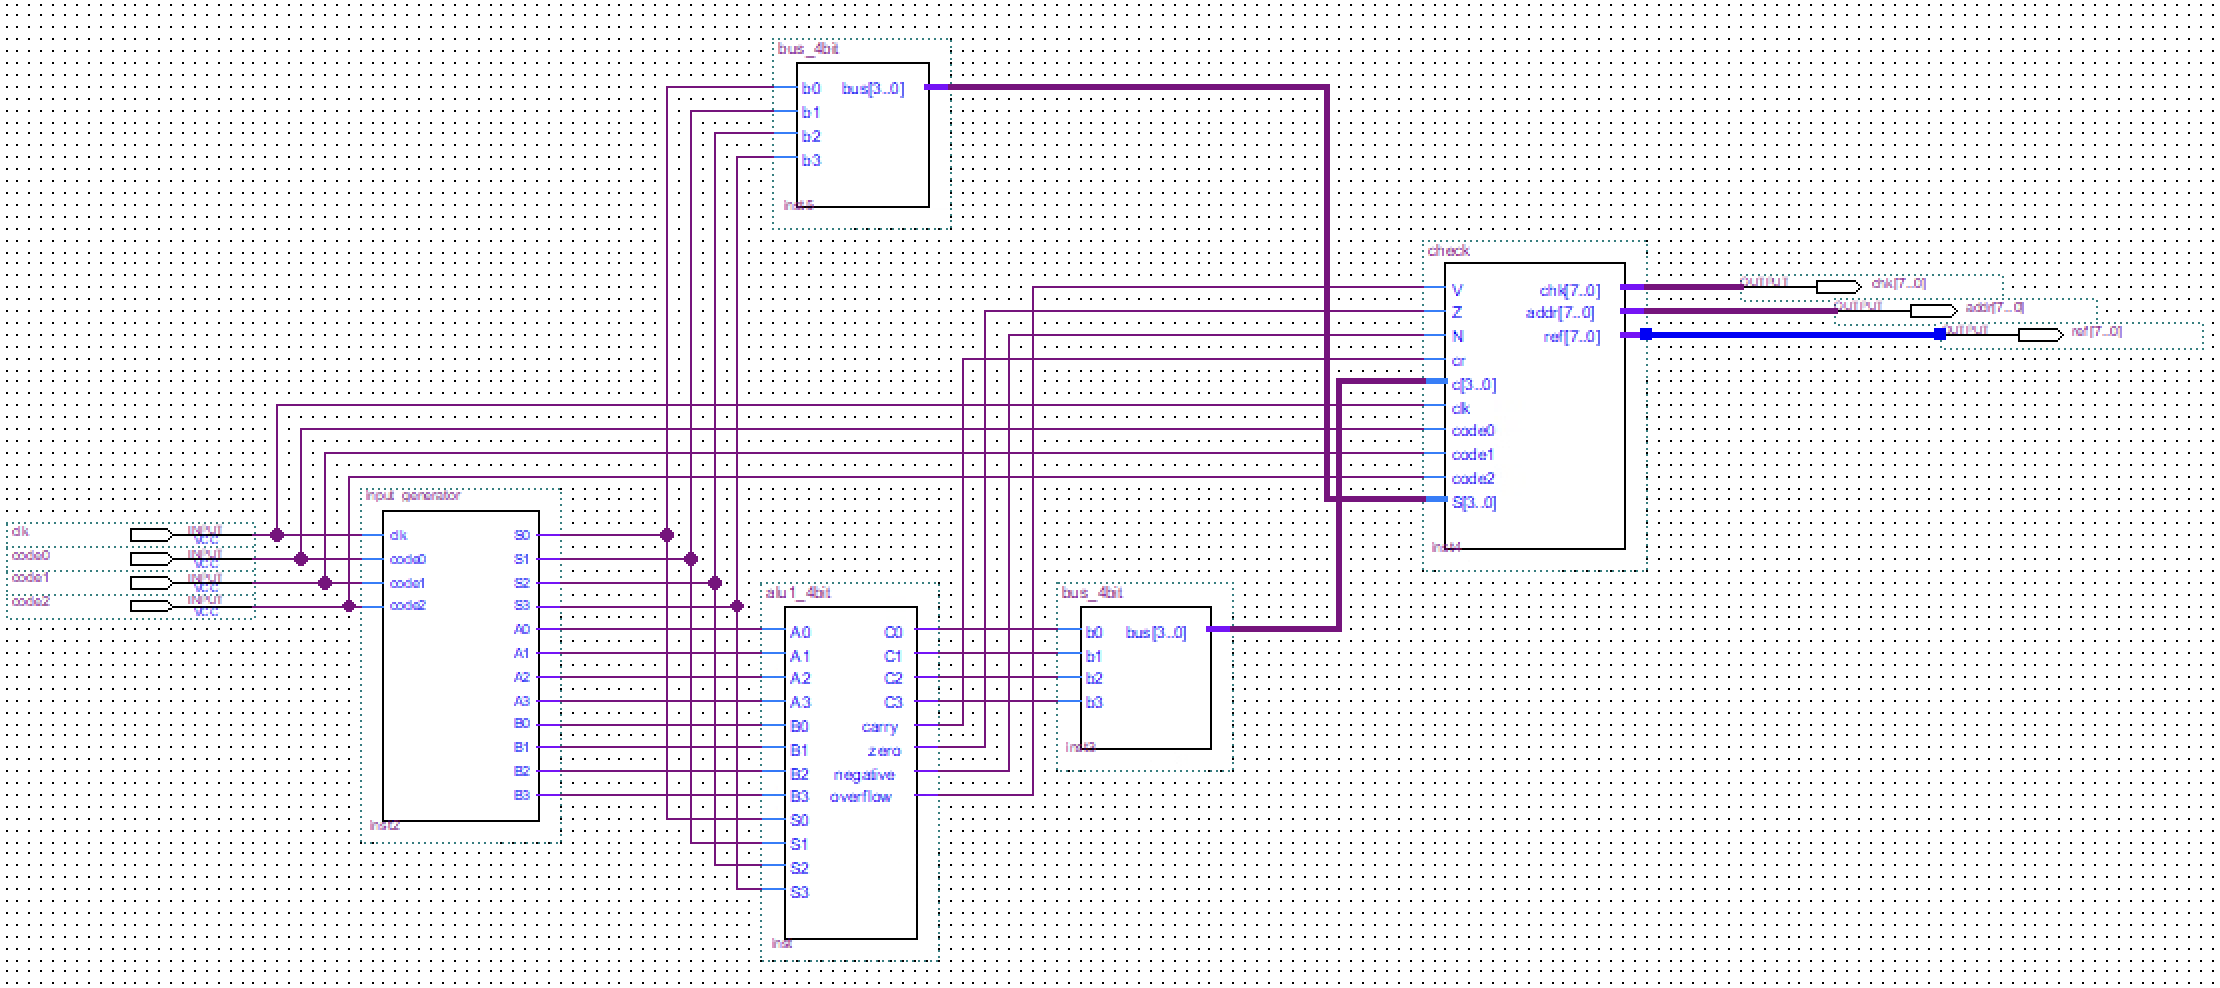 bus_4bit
b0 bus[3..0]
b1
b2
b3
inst5
check
V chk[7..0]
Z addr[7..0]
N ref[7..0]
cr
c[3..0]
clk
code0
code1
code2
S[3..0]
inst4
OUTPUT chk[7..0]
OUTPUT addr[7..0]
OUTPUT ref[7..0]
clk INPUT VCC
code0 INPUT VCC
code1 INPUT VCC
code2 INPUT VCC
input_generator
clk S0
code0 S1
code1 S2
code2 S3
A0
A1
A2
A3
B0
B1
B2
B3
inst2
alu1_4bit
A0 C0
A1 C1
A2 C2
A3 C3
B0 carry
B1 zero
B2 negative
B3 overflow
S0
S1
S2
S3
inst
bus_4bit
b0 bus[3..0]
b1
b2
b3